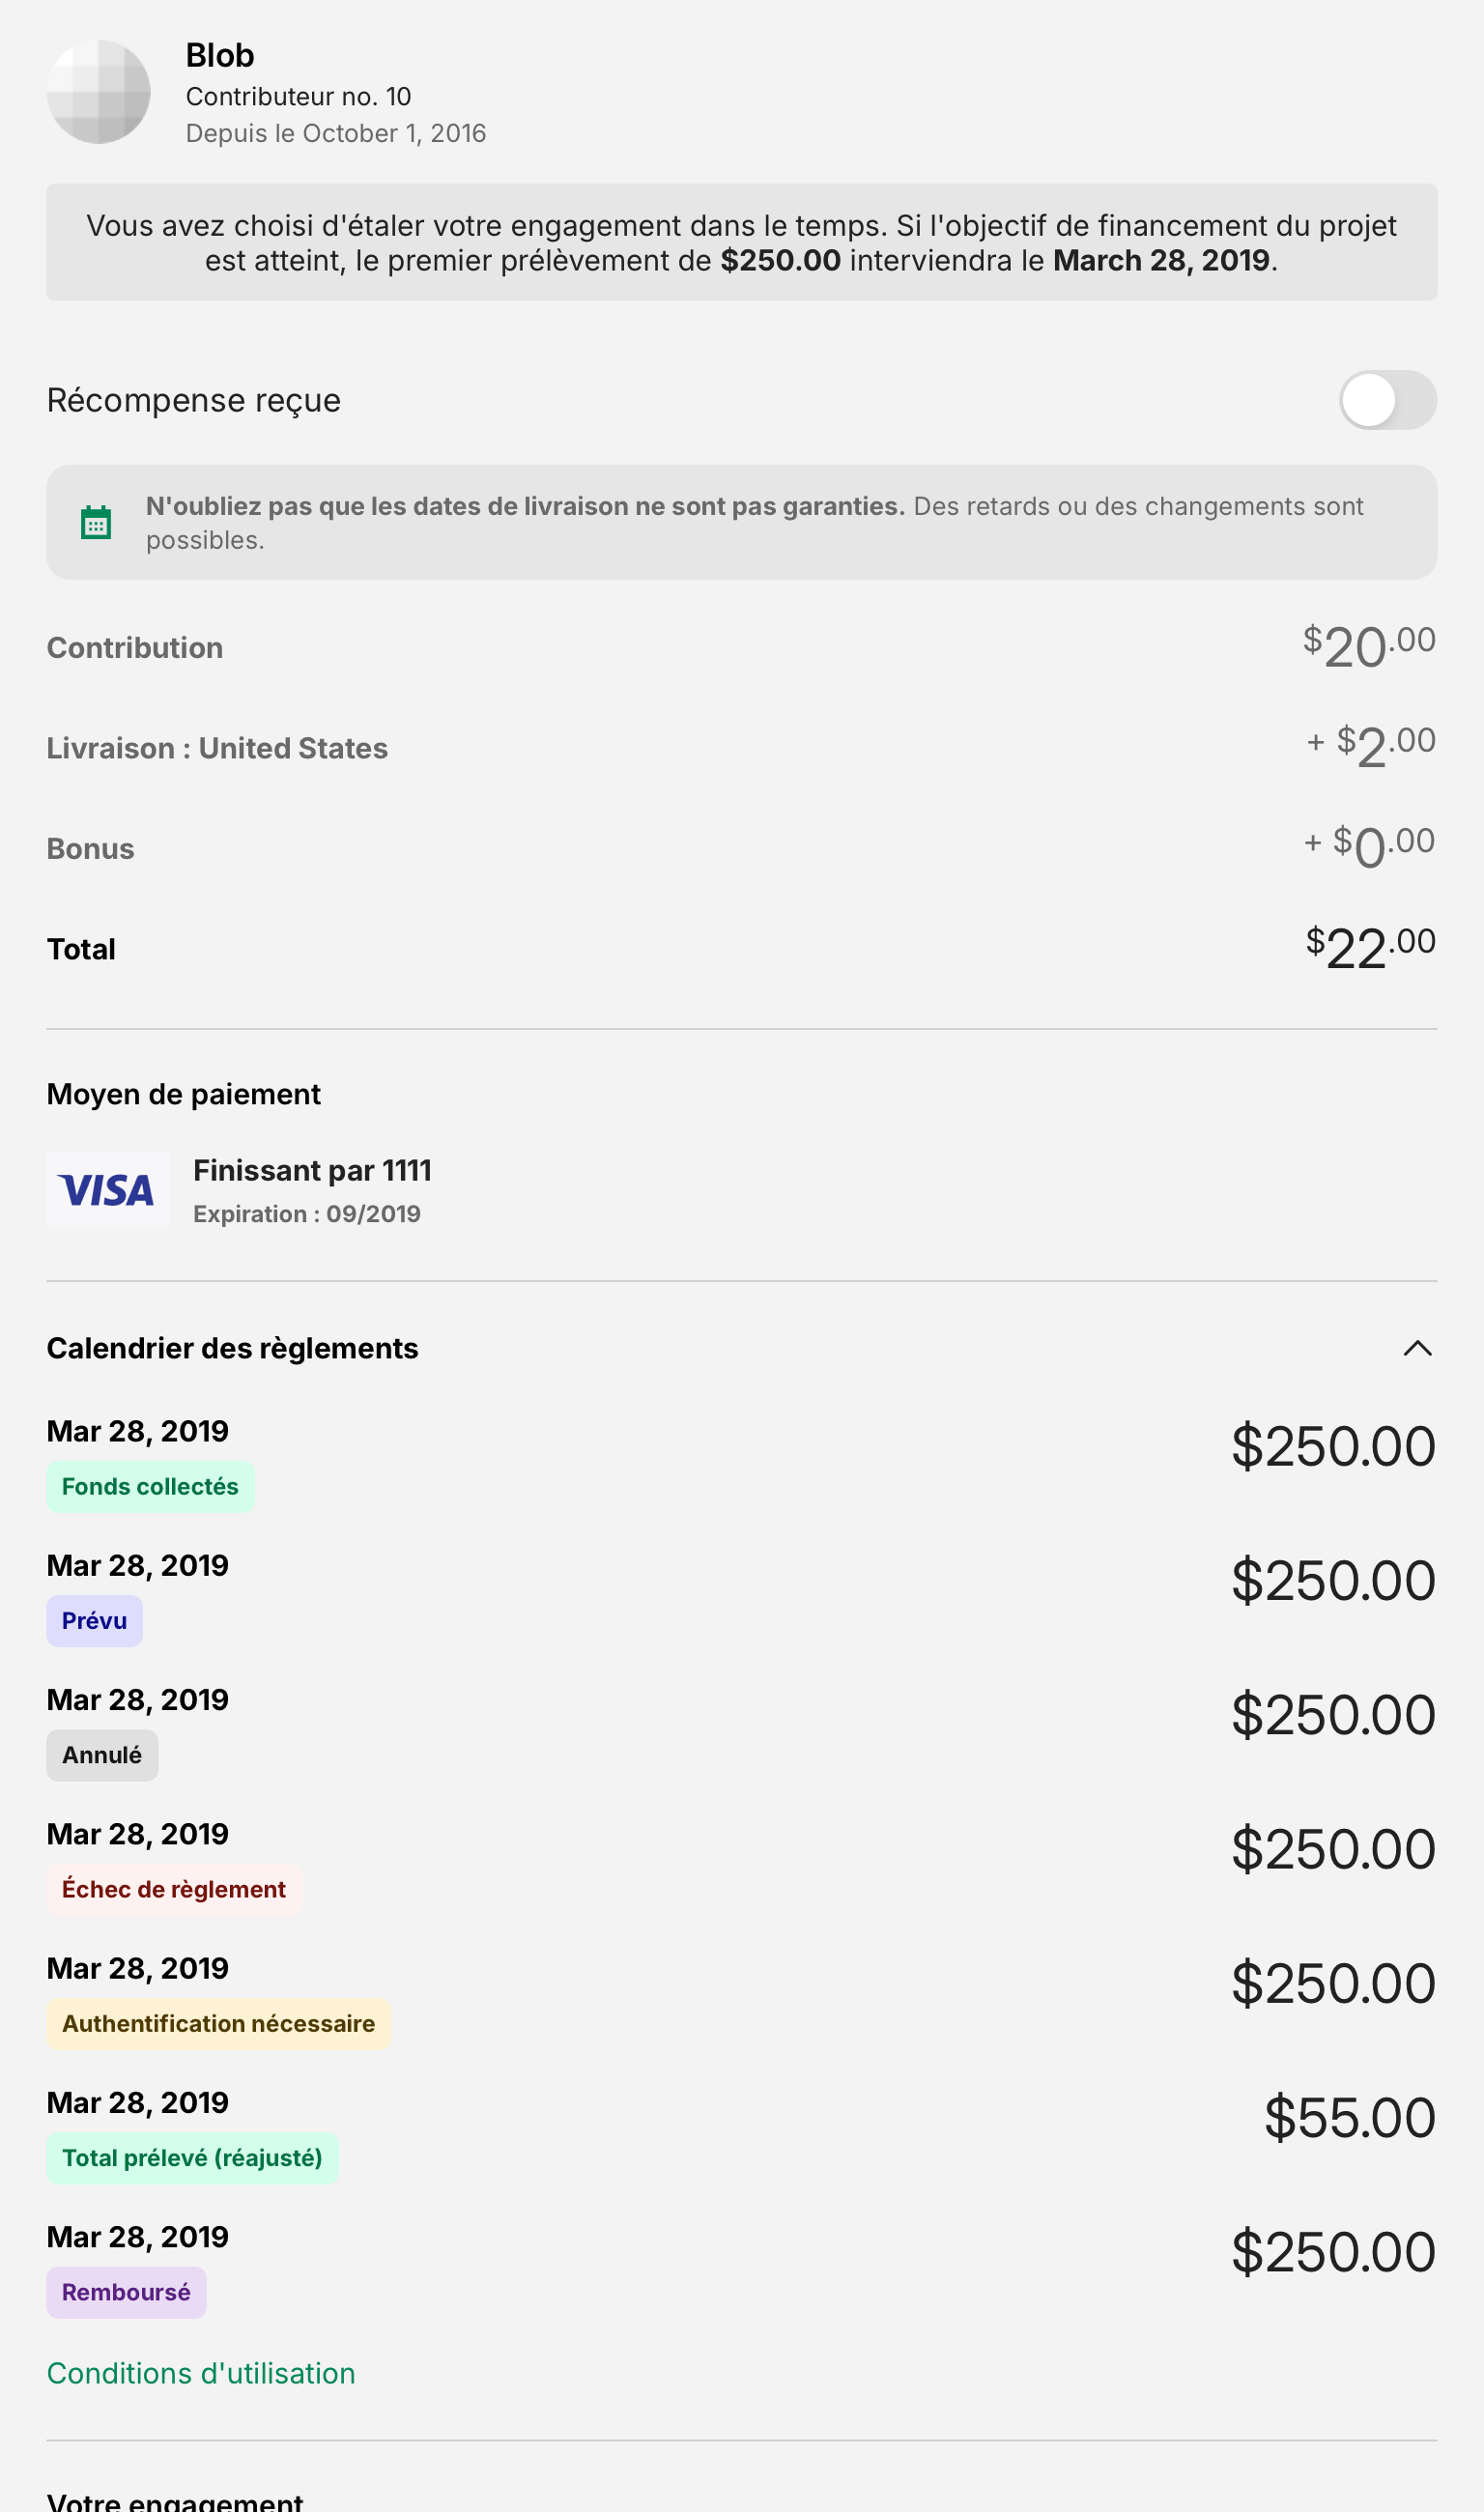 Blob
Contributeur no. 10
Depuis le October 1, 2016
Vous avez choisi d'étaler votre engagement dans le temps. Si l'objectif de financement du projet
est atteint, le premier prélèvement de $250.00 interviendra le March 28, 2019.
Récompense reçue
N'oubliez pas que les dates de livraison ne sont pas garanties. Des retards ou des changements sont
possibles.
Contribution $20.00
Livraison : United States + $2.00
Bonus + $0.00
Total $22.00
Moyen de paiement
VISA
Finissant par 1111
Expiration : 09/2019
Calendrier des règlements
Mar 28, 2019 $250.00
Fonds collectés
Mar 28, 2019 $250.00
Prévu
Mar 28, 2019 $250.00
Annulé
Mar 28, 2019 $250.00
Échec de règlement
Mar 28, 2019 $250.00
Authentification nécessaire
Mar 28, 2019 $55.00
Total prélevé (réajusté)
Mar 28, 2019 $250.00
Remboursé
Conditions d'utilisation
Votre engagement